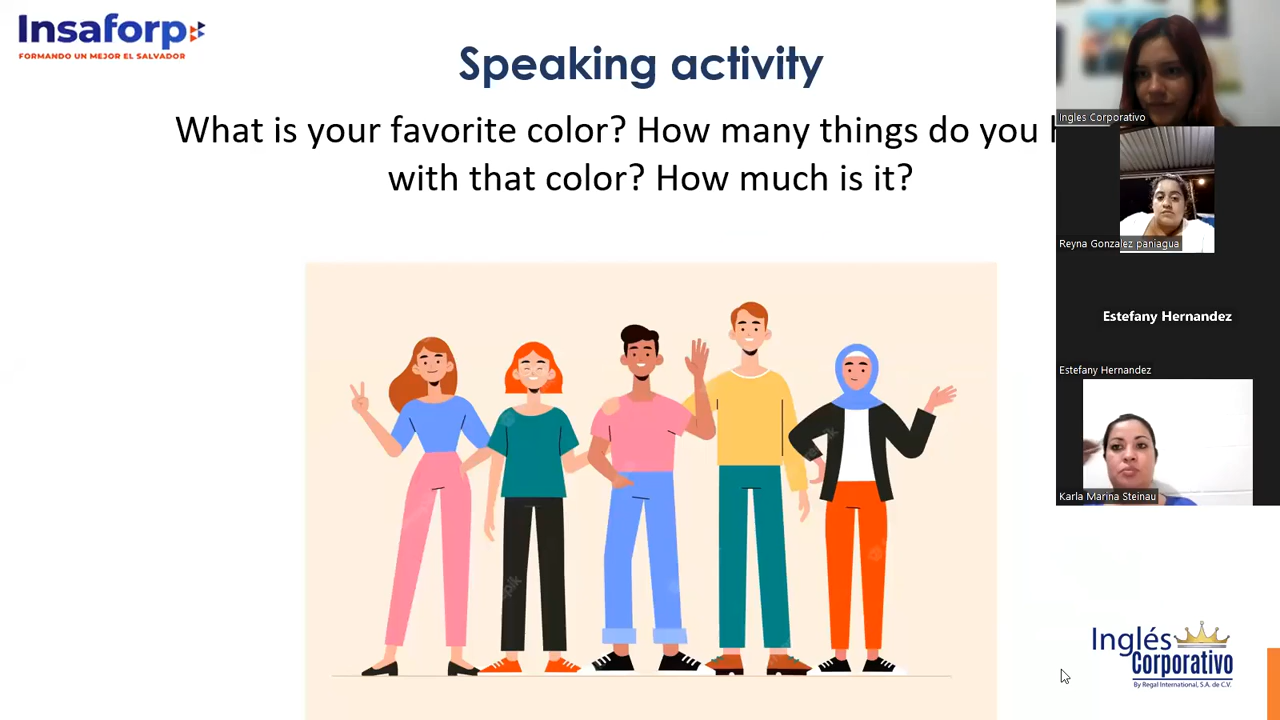 Insaforp
FORMANDO UN MEJOR EL SALVADOR
Speaking activity
What is your favorite color? How many things do you
with that color? How much is it?
Ingles Corporativo
Reyna Gonzalez paniagua
Estefany Hernandez
Estefany Hernandez
Karla Marina Steinau
Inglés
Corporativo
By Regal International, S.A. de C.V.